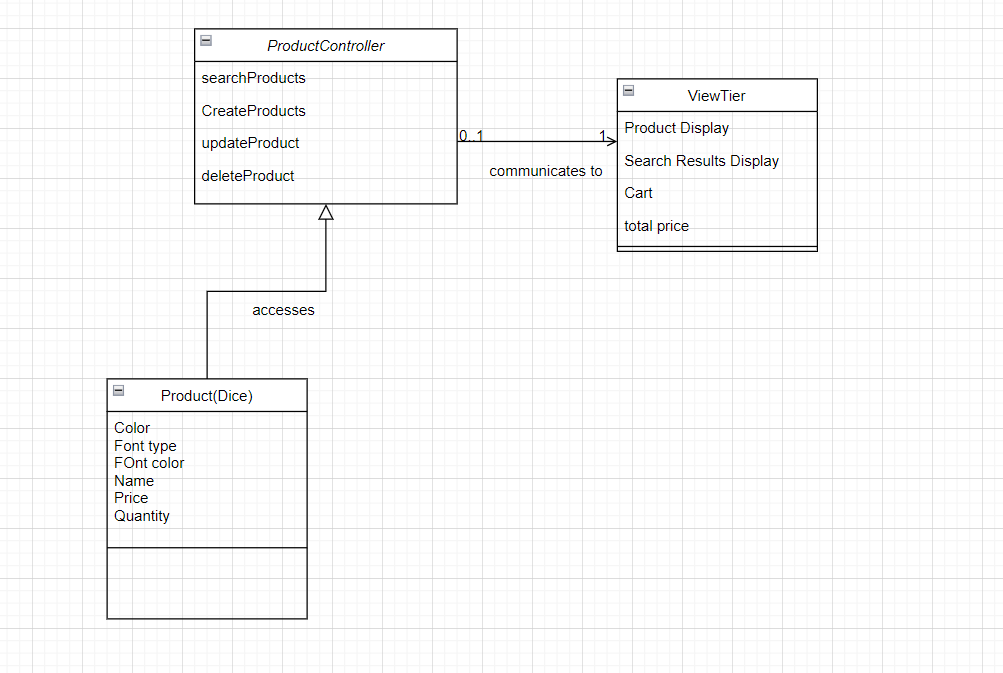 ProductController
searchProducts
CreateProducts
updateProduct
deleteProduct
0..1
1
communicates to
ViewTier
Product Display
Search Results Display
Cart
total price
accesses
Product(Dice)
Color
Font type
FOnt color
Name
Price
Quantity